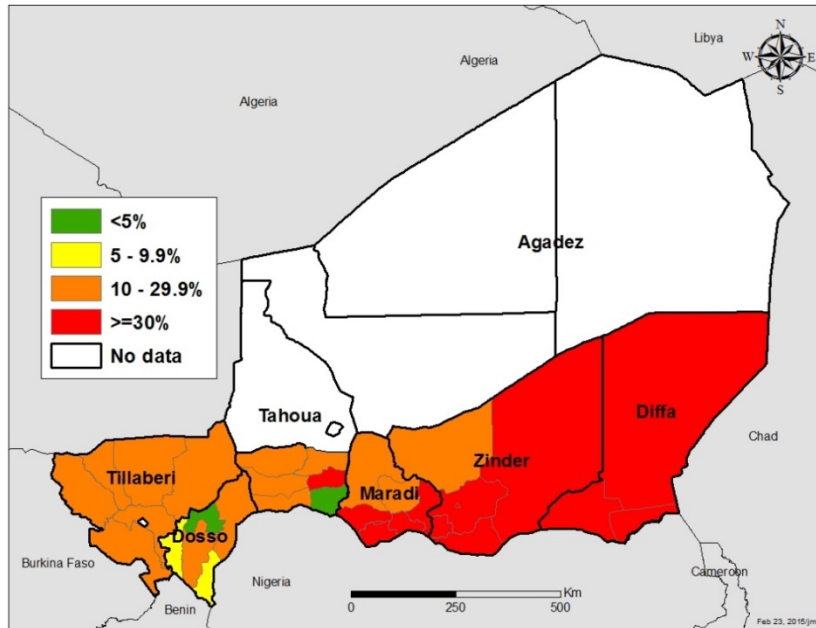 Libya
N
W E
S
Algeria
Algeria
<5%
5 - 9.9%
10 - 29.9%
>=30%
No data
Agadez
Tahoua
Diffa
Chad
Zinder
Tillaberi
Maradi
Dosso
Burkina Faso
Nigeria
Cameroon
Benin
Km
0 250 500
Feb 23, 2015/jm